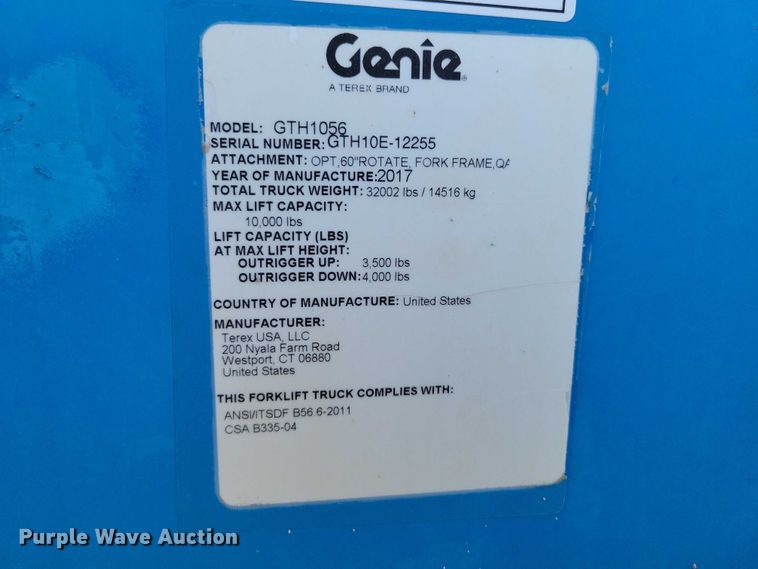 Genie
A TEREX BRAND
MODEL: GTH1056
SERIAL NUMBER: GTH10E-12255
ATTACHMENT: OPT,60"ROTATE, FORK FRAME,QA
YEAR OF MANUFACTURE: 2017
TOTAL TRUCK WEIGHT: 32002 lbs / 14516 kg
MAX LIFT CAPACITY:
10,000 lbs
LIFT CAPACITY (LBS)
AT MAX LIFT HEIGHT:
OUTRIGGER UP: 3,500 lbs
OUTRIGGER DOWN: 4,000 lbs
COUNTRY OF MANUFACTURE: United States
MANUFACTURER:
Terex USA, LLC
200 Nyala Farm Road
Westport, CT 06880
United States
THIS FORKLIFT TRUCK COMPLIES WITH:
ANSI/ITSDF B56.6-2011
CSA B335-04
Purple Wave Auction